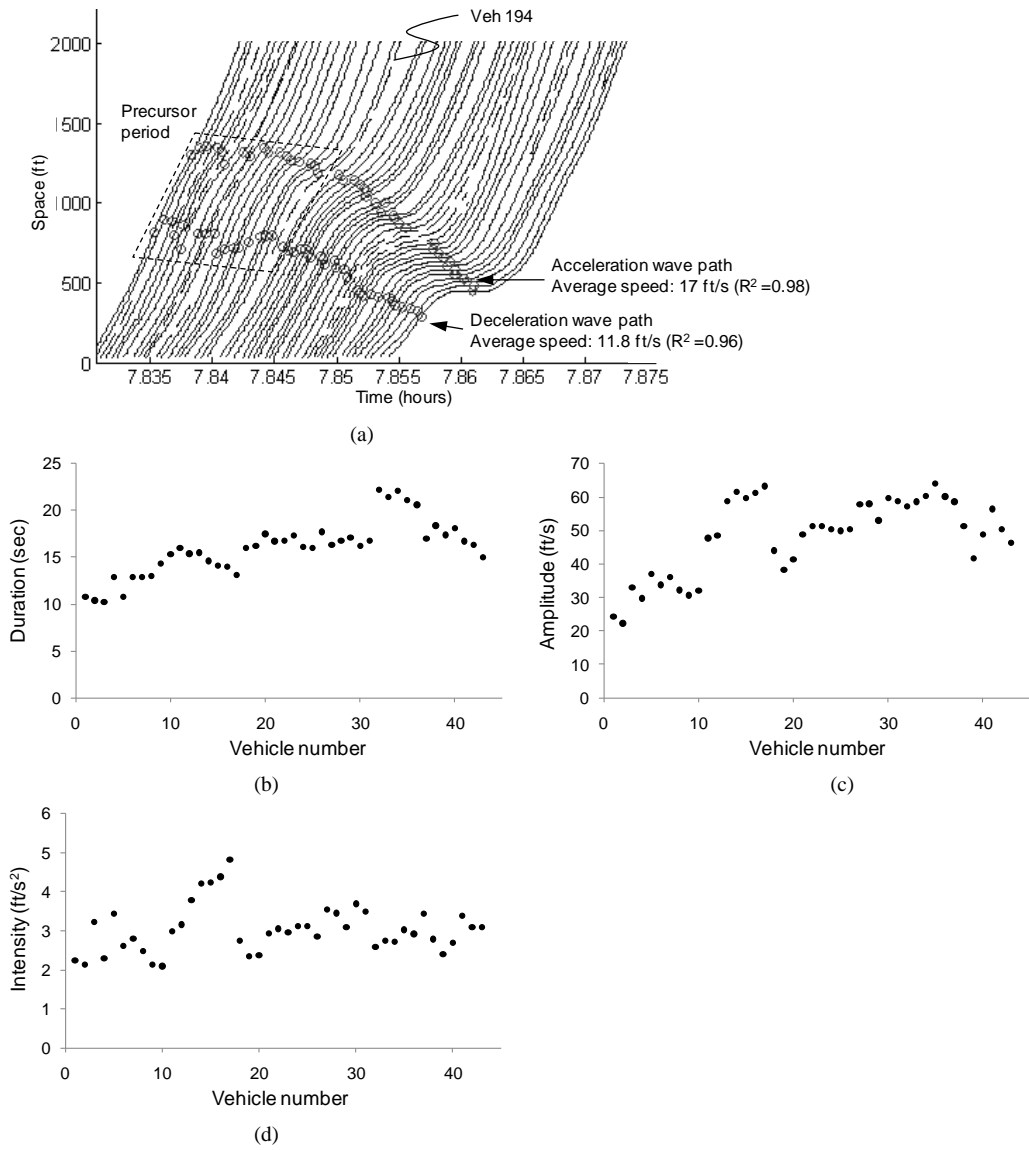 Veh 194
2000
Precursor
period
1500
1000
500
0
Space (ft)
Acceleration wave path
Average speed: 17 ft/s (R² =0.98)
Deceleration wave path
Average speed: 11.8 ft/s (R² =0.96)
7.835 7.84 7.845 7.85 7.855 7.86 7.865 7.87 7.875
Time (hours)
(a)
25
20
15
10
5
0
Duration (sec)
0 10 20 30 40
Vehicle number
(b)
70
60
50
40
30
20
10
0
Amplitude (ft/s)
0 10 20 30 40
Vehicle number
(c)
6
5
4
3
2
1
0
Intensity (ft/s²)
0 10 20 30 40
Vehicle number
(d)